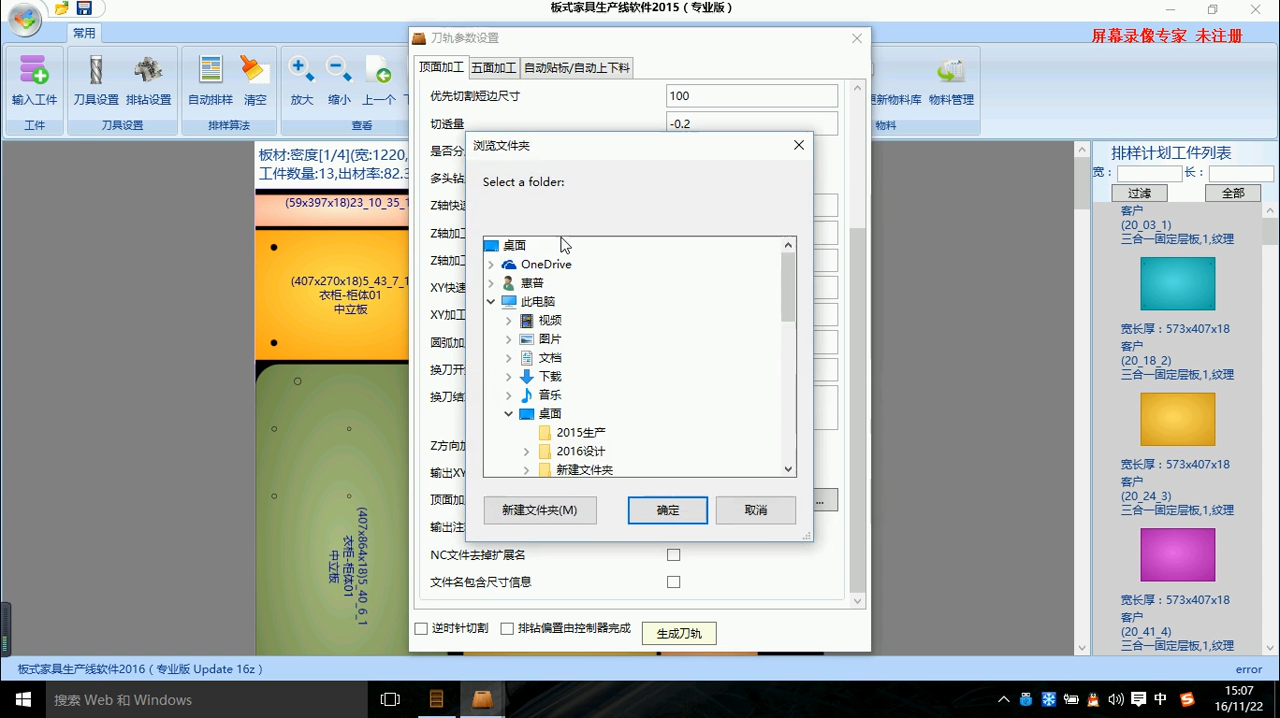 板式家具生产线软件2015（专业版）
屏幕录像专家 未注册
常用
输入工件
刀具设置 排钻设置
自动排样 清空
放大 缩小 上一个
更新物料库 物料管理
工件
刀具设置
排样算法
查看
物料
刀轨参数设置
顶面加工 五面加工 自动贴标/自动上下料
优先切割短边尺寸 100
切透量 -0.2
是否分
多头钻
Z轴快速
Z轴加工
Z轴加工
XY快速
XY加工
圆弧加
换刀开
换刀结
Z方向加
输出XY
顶面加 ...
输出注
NC文件去掉扩展名
文件名包含尺寸信息
逆时针切割 排钻偏置由控制器完成 生成刀轨
浏览文件夹
Select a folder:
桌面
OneDrive
惠普
此电脑
视频
图片
文档
下载
音乐
桌面
2015生产
2016设计
新建文件夹
新建文件夹(M) 确定 取消
板材:密度[1/4](宽:1220,
工件数量:13,出材率:82.3
(59x397x18)23_10_35_1
(407x270x18)5_43_7_1
衣柜-柜体01
中立板
(407x864x18)5_40_6_1
衣柜-柜体01
中立板
排样计划工件列表
宽： 长：
过滤 全部
客户
(20_03_1)
三合一固定层板,1,纹理
宽长厚：573x407x18
客户
(20_18_2)
三合一固定层板,1,纹理
宽长厚：573x407x18
客户
(20_24_3)
三合一固定层板,1,纹理
宽长厚：573x407x18
客户
(20_41_4)
三合一固定层板,1,纹理
板式家具生产线软件2016（专业版 Update 16z）
error
搜索 Web 和 Windows
中
15:07
16/11/22